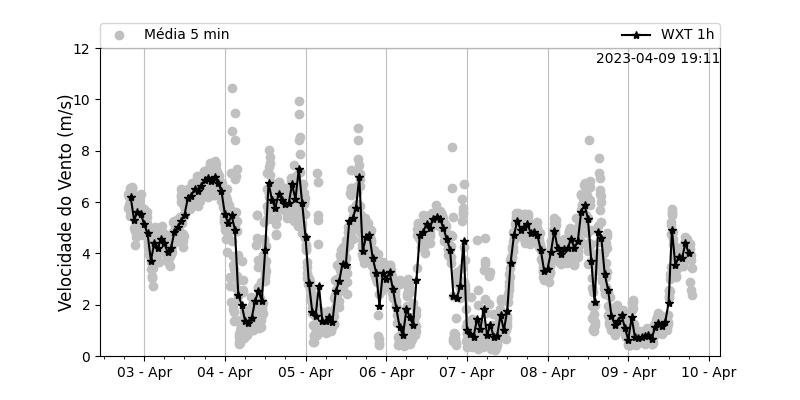 Média 5 min
WXT 1h
2023-04-09 19:11
Velocidade do Vento (m/s)
12
10
8
6
4
2
0
03 - Apr
04 - Apr
05 - Apr
06 - Apr
07 - Apr
08 - Apr
09 - Apr
10 - Apr